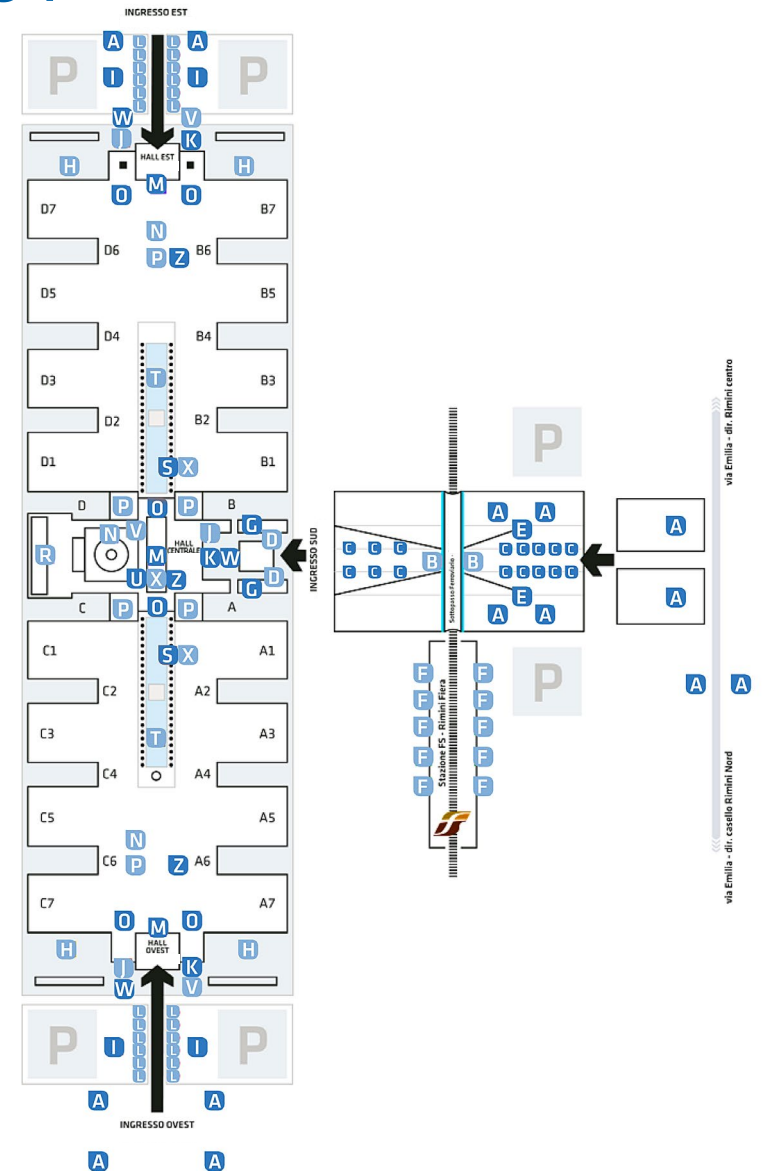 INGRESSO EST
A L L A
P L L P
I L L I
L L
L L
L L
W V
J K
HALL EST
H H
M
O O
D7 B7
N
D6 B6
P Z
D5 B5
D4 B4
T
D3 B3
D2 B2
D1 S X B1
D P O P B
G
N V J D
HALL
CENTRALE
R M K W
INGRESSO SUD
U X Z D
G
C P O P A
C1 S X A1
C2 A2
C3 T A3
C4 A4
C5 A5
N
C6 P Z A6
C7 A7
O M O
HALL
OVEST
H H
J K
W V
L L
L L
L L
P I L L I P
L L
L L
A A
INGRESSO OVEST
A A
P
A A
E
C C C C C C C C
B B
C C C C C C C C
E
A A
Sottopasso Ferroviario -
A
A
P
F F
F F
F F
F F
F F
Stazione FS - Rimini Fiera
FS
A A
via Emilia - dir. Rimini centro
via Emilia - dir. casello Rimini Nord